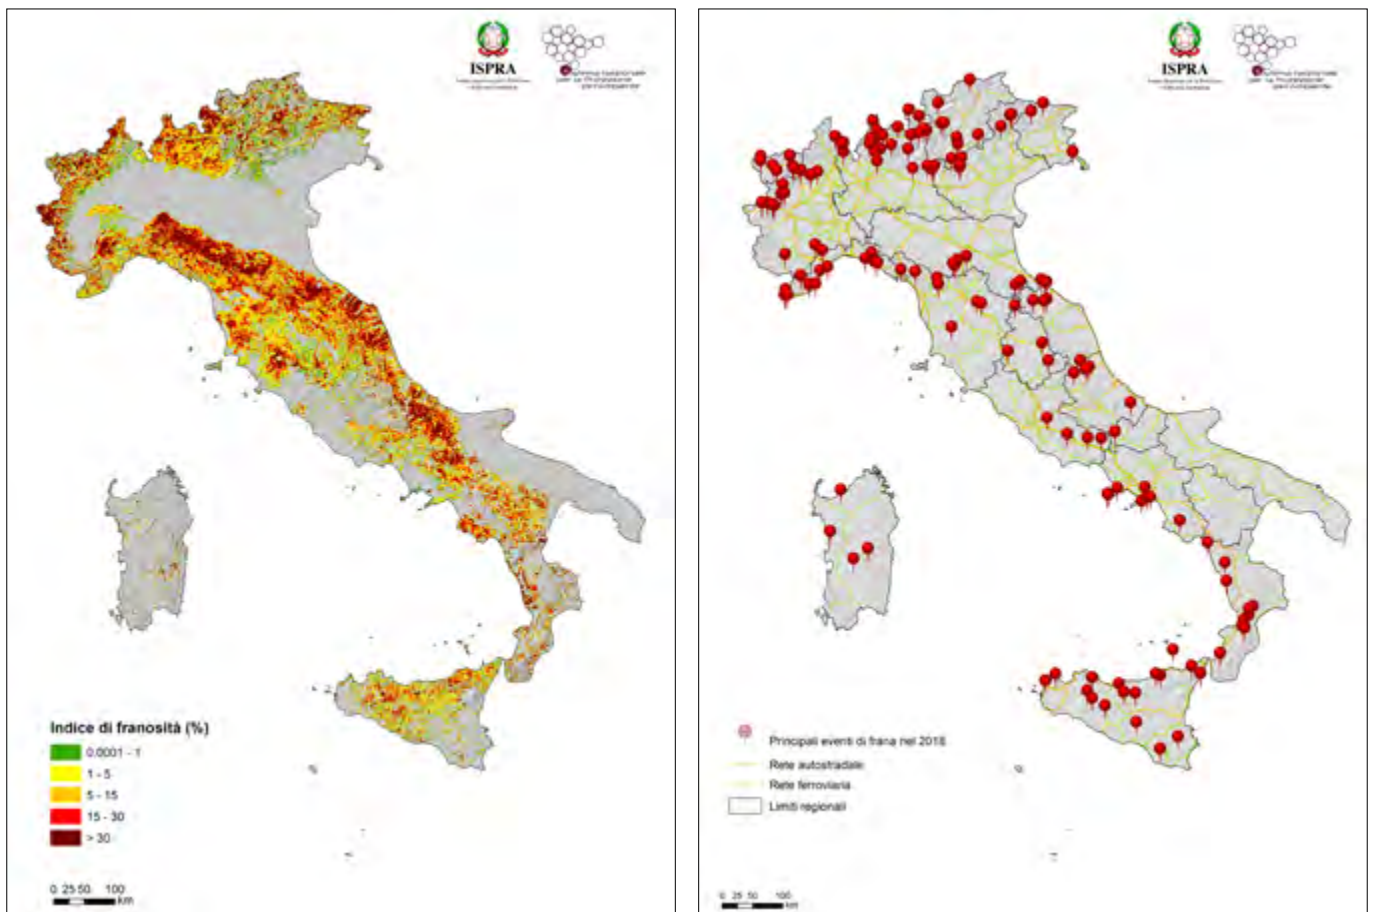 ISPRA
Indice di franosità (%)
0.0001 - 1
1 - 5
5 - 15
15 - 30
> 30
0 25 50 100
km
ISPRA
Principali eventi di frana nel 2018
Rete autostradale
Rete ferroviaria
Limiti regionali
0 25 50 100
km